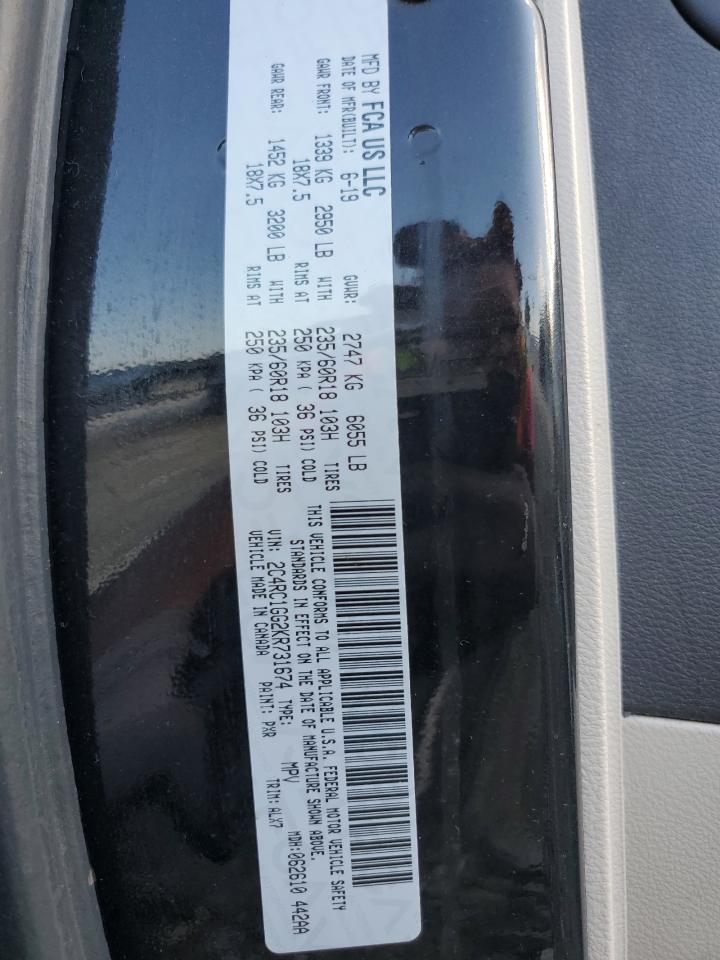 MFD BY FCA US LLC
DATE OF MFR(BUILT): 6-19 GVWR: 2747 KG 6055 LB
GAWR FRONT: 1339 KG 2950 LB WITH 235/60R18 103H TIRES
18X7.5 RIMS AT 250 KPA ( 36 PSI) COLD
GAWR REAR: 1452 KG 3200 LB WITH 235/60R18 103H TIRES
18X7.5 RIMS AT 250 KPA ( 36 PSI) COLD
THIS VEHICLE CONFORMS TO ALL APPLICABLE U.S.A. FEDERAL MOTOR VEHICLE SAFETY
STANDARDS IN EFFECT ON THE DATE OF MANUFACTURE SHOWN ABOVE.
VIN: 2C4RC1GG2KR731674 TYPE: MPV MDH:062610 442AA
VEHICLE MADE IN CANADA PAINT: PXR TRIM:ALX7